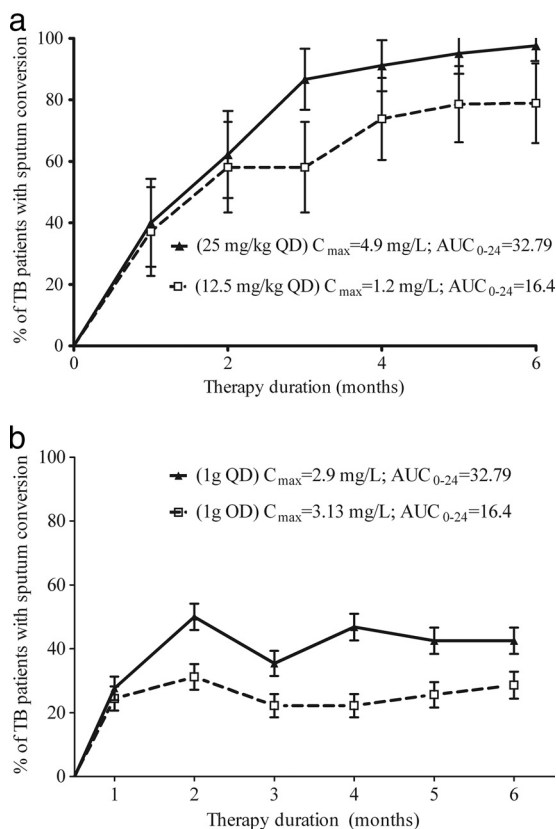 a
100
80
60
40
20
0
% of TB patients with sputum conversion
(25 mg/kg QD) Cmax=4.9 mg/L; AUC0-24=32.79
(12.5 mg/kg QD) Cmax=1.2 mg/L; AUC0-24=16.4
0 2 4 6
Therapy duration (months)
b
100
80
60
40
20
0
% of TB patients with sputum conversion
(1g QD) Cmax=2.9 mg/L; AUC0-24=32.79
(1g OD) Cmax=3.13 mg/L; AUC0-24=16.4
1 2 3 4 5 6
Therapy duration (months)